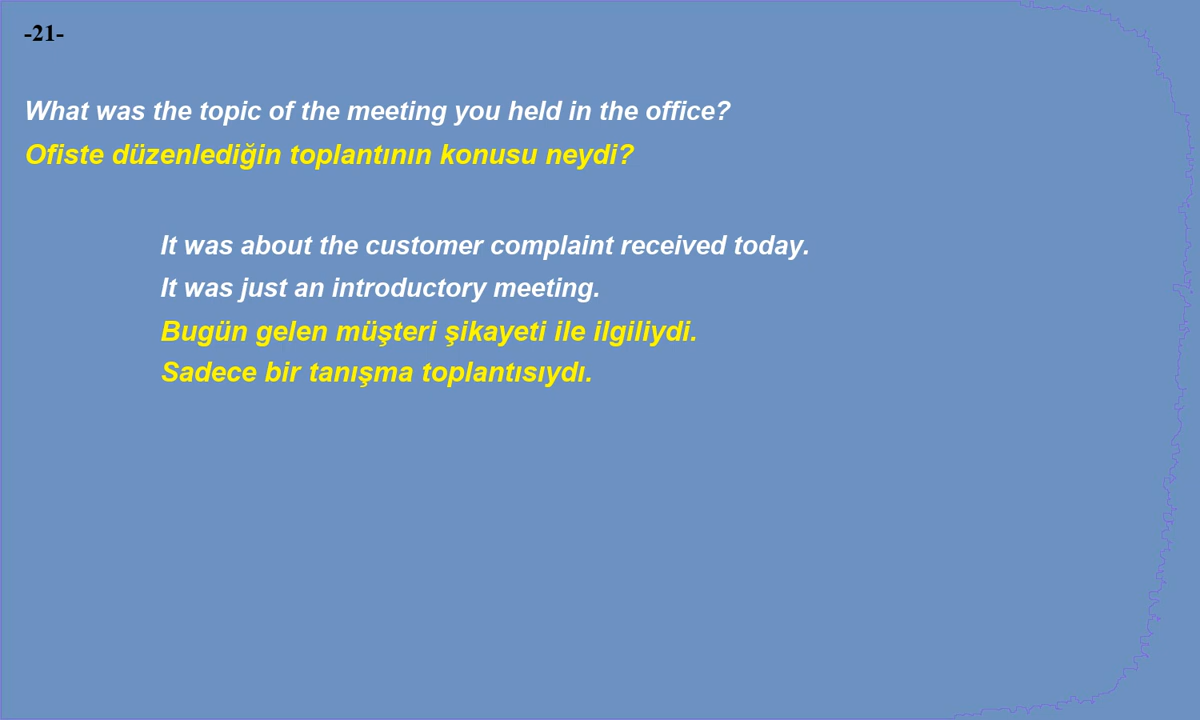 -21-
What was the topic of the meeting you held in the office?
Ofiste düzenlediğin toplantının konusu neydi?
It was about the customer complaint received today.
It was just an introductory meeting.
Bugün gelen müşteri şikayeti ile ilgiliydi.
Sadece bir tanışma toplantısıydı.